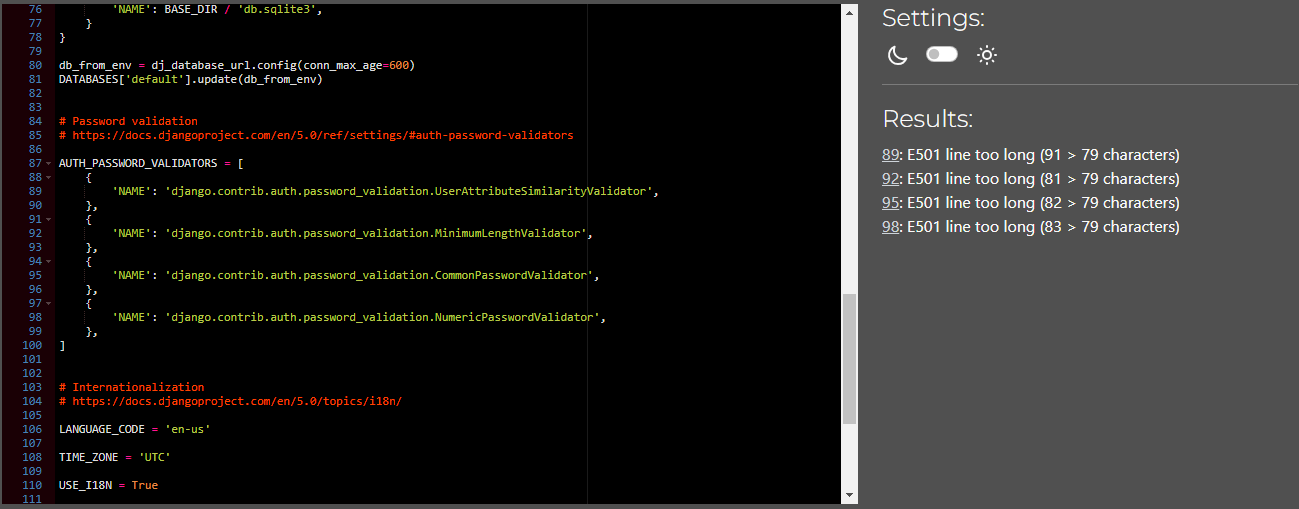 76 'NAME': BASE_DIR / 'db.sqlite3',
77 }
78 }
79
80 db_from_env = dj_database_url.config(conn_max_age=600)
81 DATABASES['default'].update(db_from_env)
82
83
84 # Password validation
85 # https://docs.djangoproject.com/en/5.0/ref/settings/#auth-password-validators
86
87 AUTH_PASSWORD_VALIDATORS = [
88 {
89 'NAME': 'django.contrib.auth.password_validation.UserAttributeSimilarityValidator',
90 },
91 {
92 'NAME': 'django.contrib.auth.password_validation.MinimumLengthValidator',
93 },
94 {
95 'NAME': 'django.contrib.auth.password_validation.CommonPasswordValidator',
96 },
97 {
98 'NAME': 'django.contrib.auth.password_validation.NumericPasswordValidator',
99 },
100 ]
101
102
103 # Internationalization
104 # https://docs.djangoproject.com/en/5.0/topics/i18n/
105
106 LANGUAGE_CODE = 'en-us'
107
108 TIME_ZONE = 'UTC'
109
110 USE_I18N = True
111
Settings:
Results:
89: E501 line too long (91 > 79 characters)
92: E501 line too long (81 > 79 characters)
95: E501 line too long (82 > 79 characters)
98: E501 line too long (83 > 79 characters)